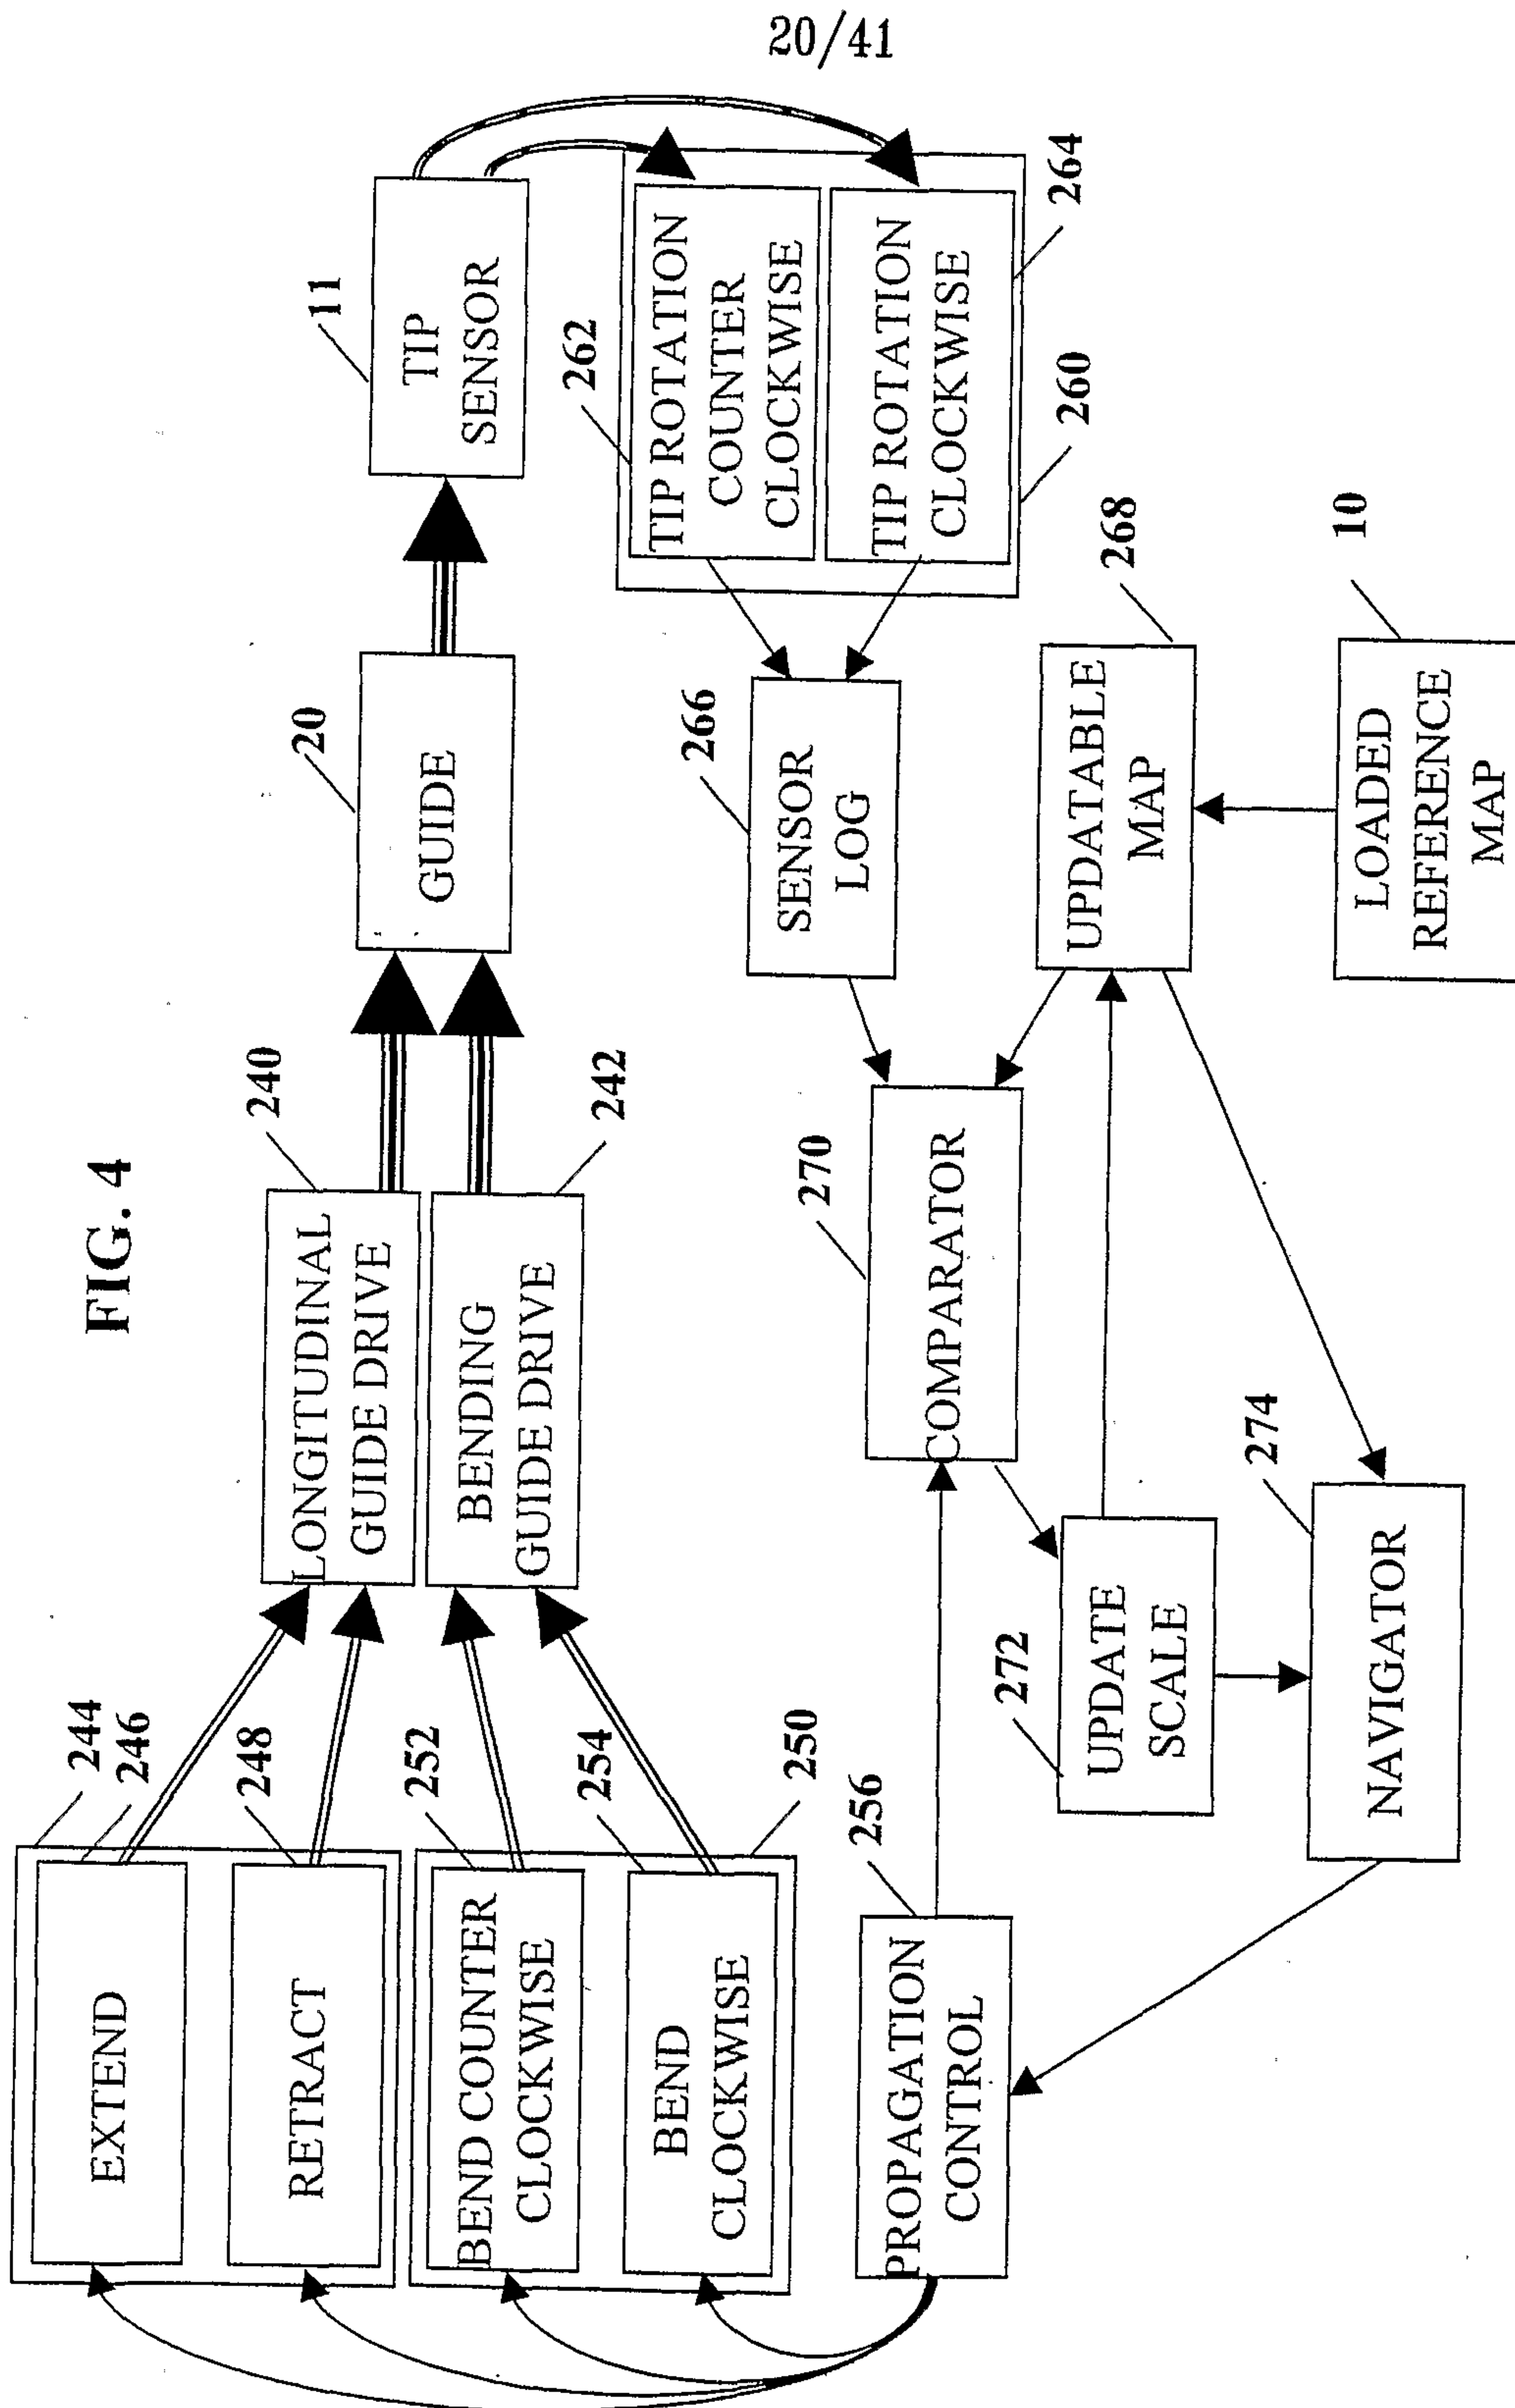 20/41
FIG. 4
244
246
EXTEND
248
RETRACT
252
BEND COUNTER
CLOCKWISE
254
BEND
CLOCKWISE
250
240
LONGITUDINAL
GUIDE DRIVE
242
BENDING
GUIDE DRIVE
20
GUIDE
11
TIP
SENSOR
262
TIP ROTATION
COUNTER
CLOCKWISE
TIP ROTATION
CLOCKWISE
264
260
266
SENSOR
LOG
268
UPDATABLE
MAP
10
LOADED
REFERENCE
MAP
270
COMPARATOR
256
PROPAGATION
CONTROL
272
UPDATE
SCALE
274
NAVIGATOR